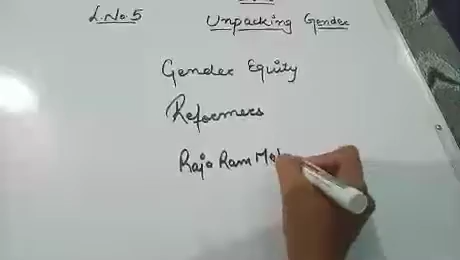 L.No.5
Unpacking Gender
Gender Equity
Reformers
Raja Ram Mo